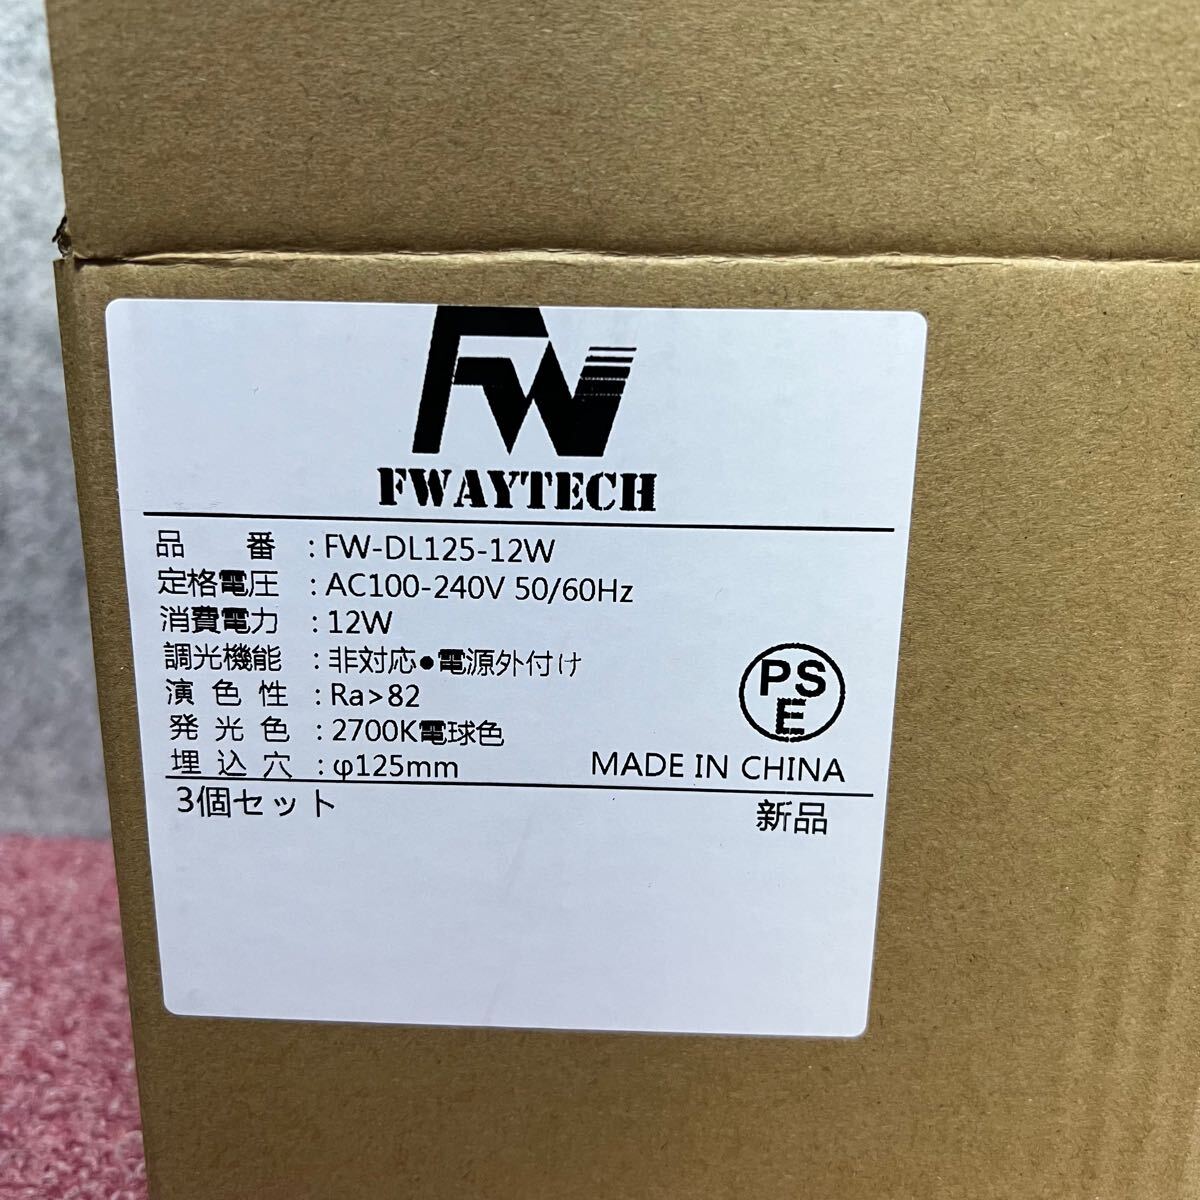 FW
FWAYTECH
品番:FW-DL125-12W
定格電圧:AC100-240V 50/60Hz
消費電力:12W
調光機能:非対応●電源外付け
演色性:Ra>82
発光色:2700K電球色
埋込穴:φ125mm
PS
E
MADE IN CHINA
3個セット
新品